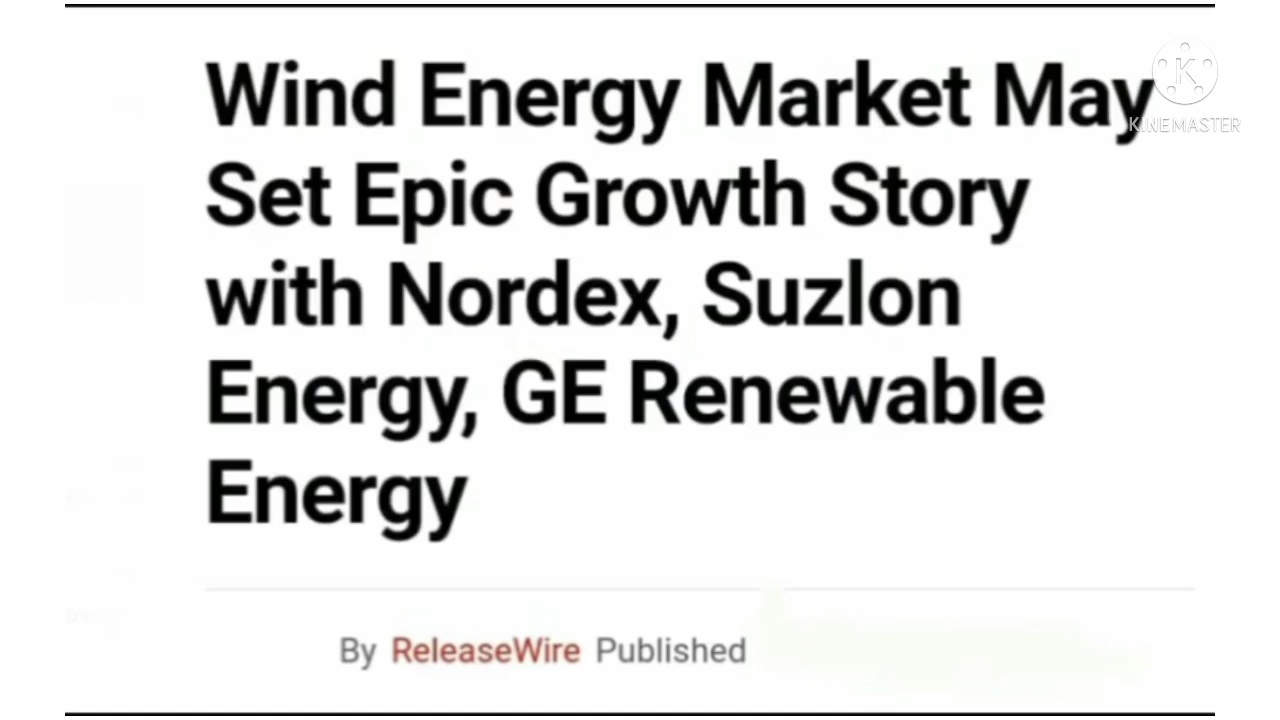 Wind Energy Market May
Set Epic Growth Story
with Nordex, Suzlon
Energy, GE Renewable
Energy
By ReleaseWire Published
K
KINEMASTER